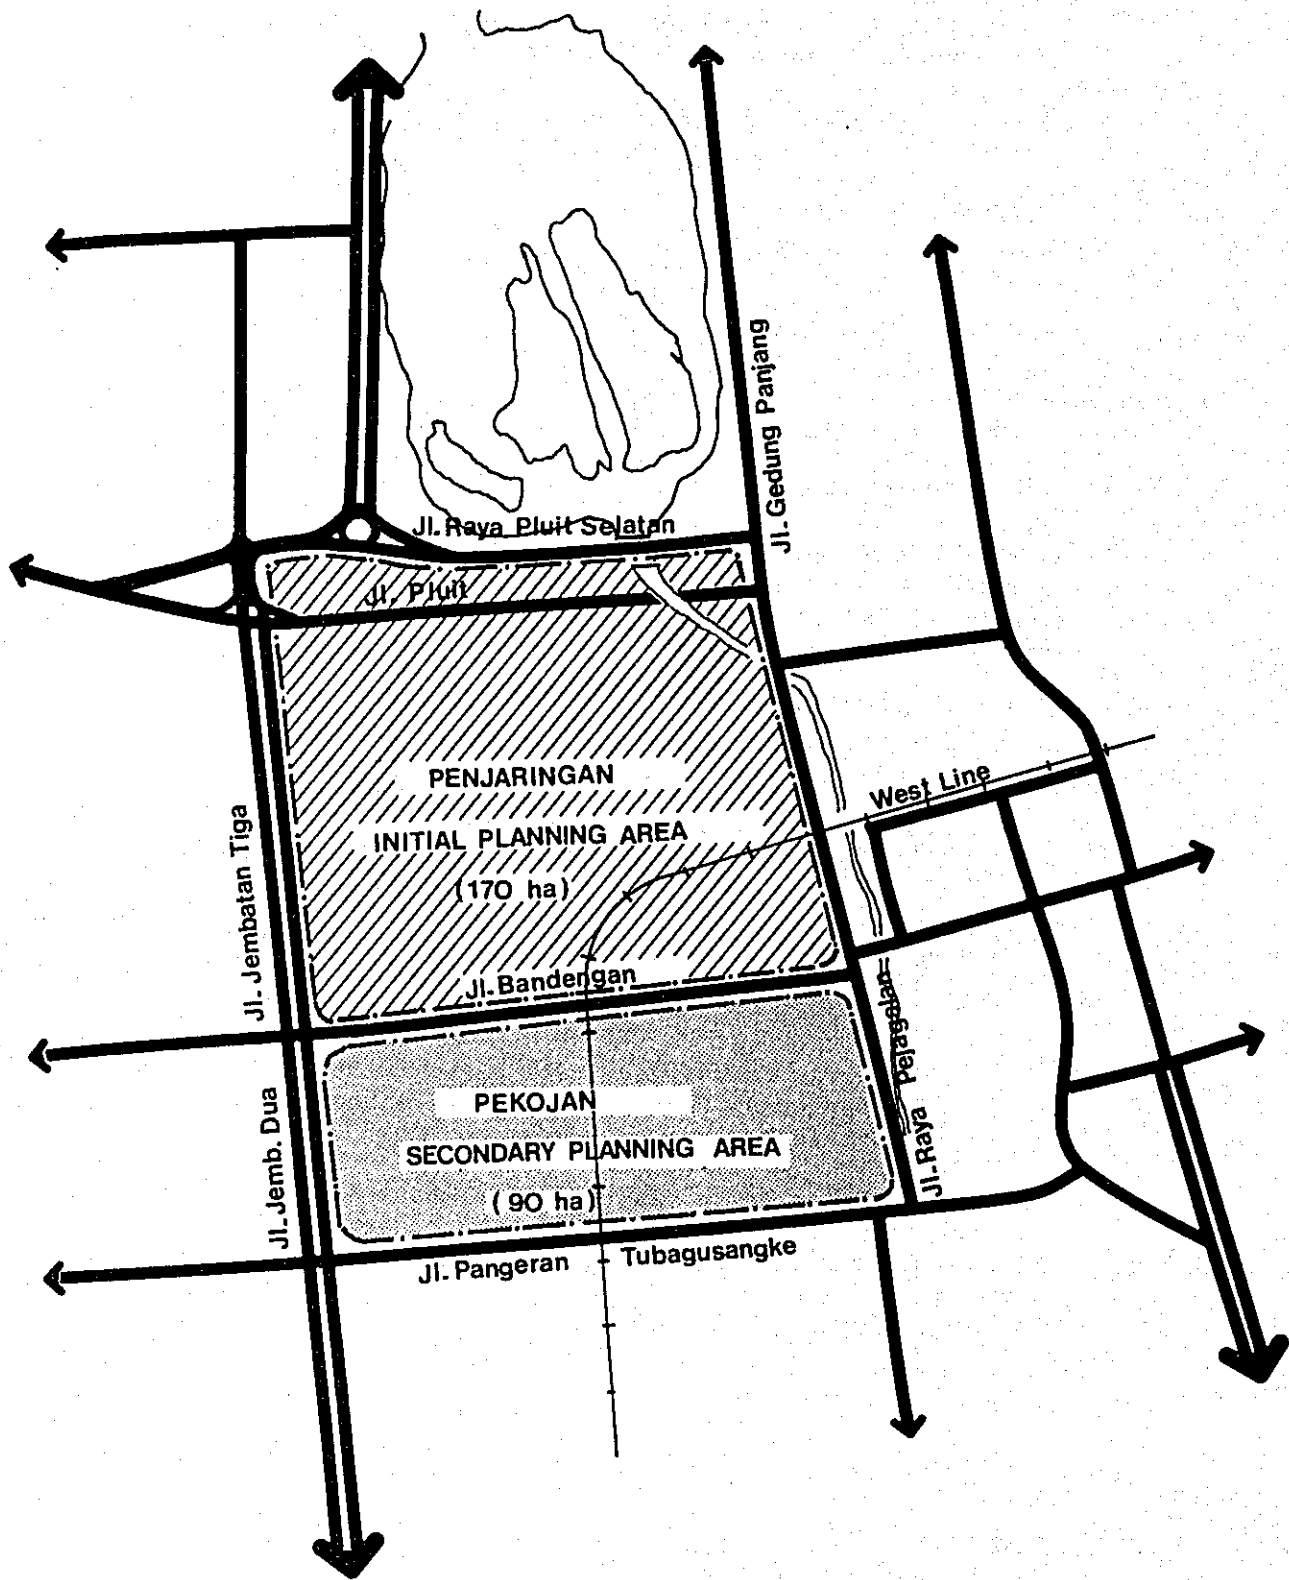 Jl. Gedung Panjang
Jl. Raya Pluit Selatan
Jl. Pluit
PENJARINGAN
INITIAL PLANNING AREA
(170 ha)
West Line
Jl. Jembatan Tiga
Jl. Bandengan
Jl. Raya Pejagalan
Jl. Jemb. Dua
PEKOJAN
SECONDARY PLANNING AREA
(90 ha)
Jl. Pangeran Tubagusangke